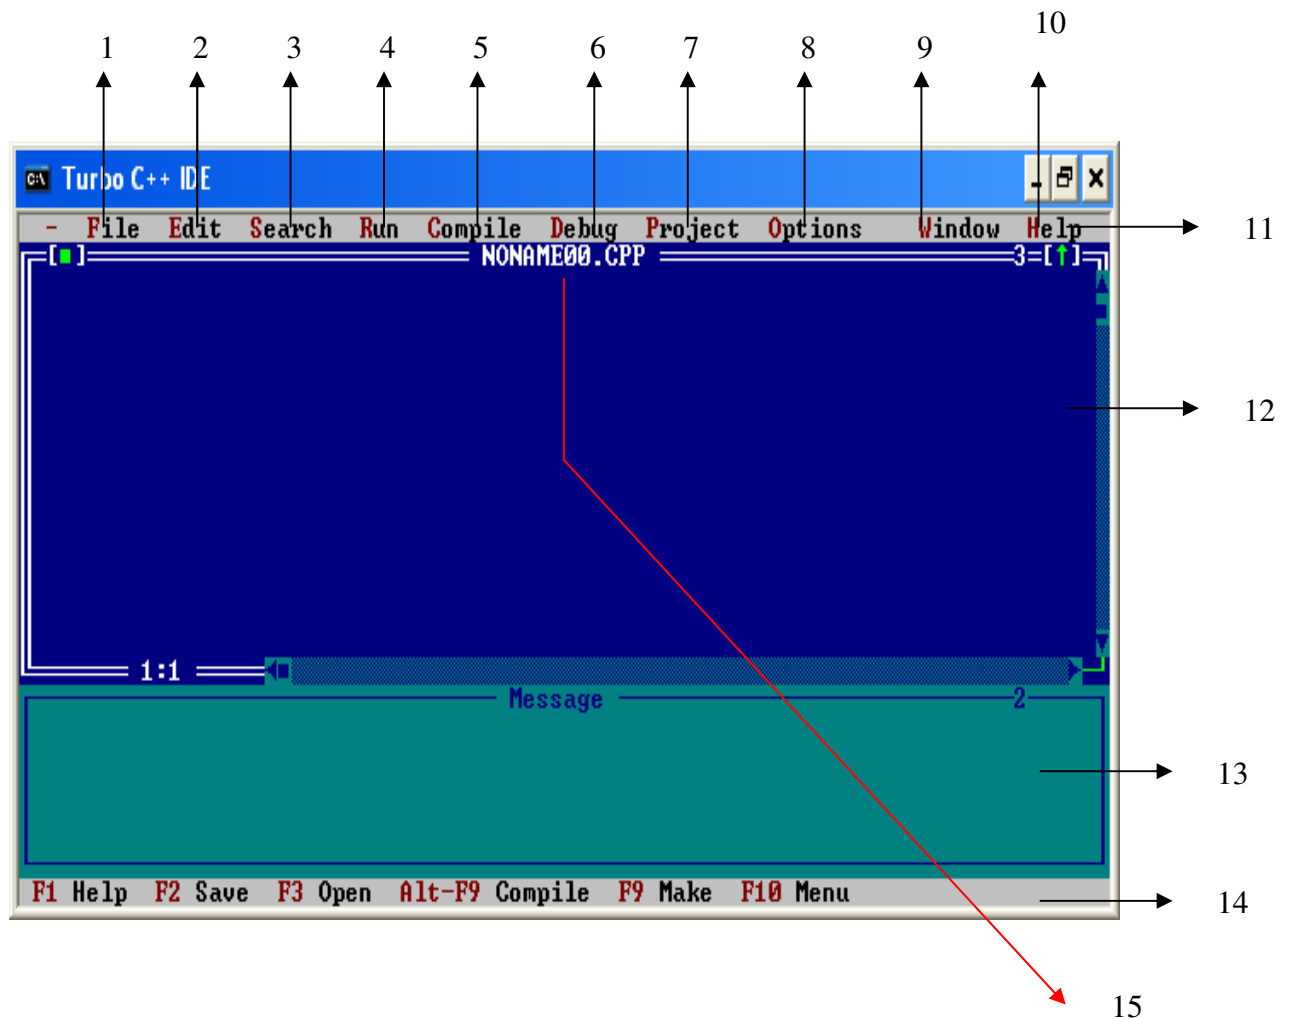 10
1 2 3 4 5 6 7 8 9
Turbo C++ IDE
- File Edit Search Run Compile Debug Project Options Window Help 11
[■] NONAME00.CPP 3=[↑]
12
1:1
Message 2
13
F1 Help F2 Save F3 Open Alt-F9 Compile F9 Make F10 Menu
14
15